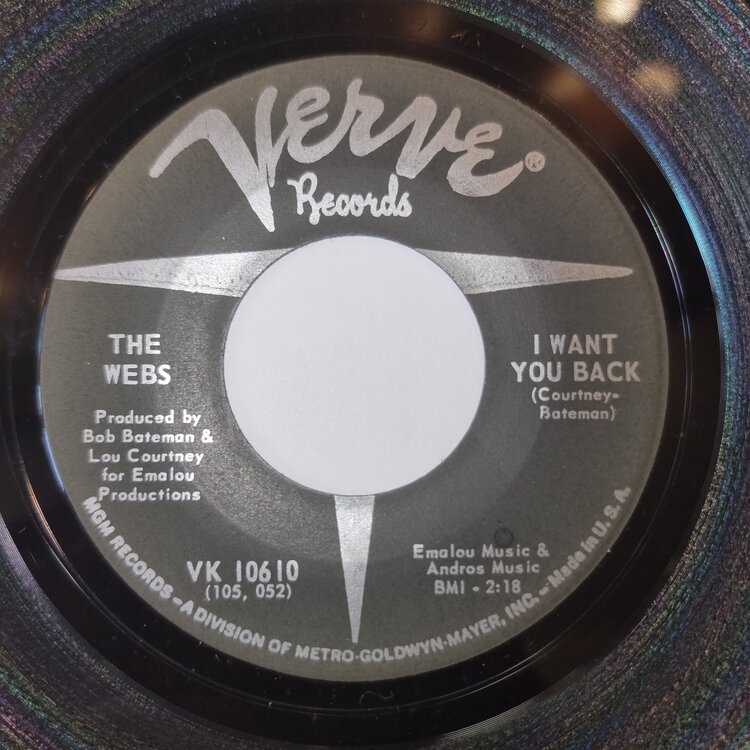 Verve®
Records
THE
WEBS
Produced by
Bob Bateman &
Lou Courtney
for Emalou
Productions
VK 10610
(105, 052)
I WANT
YOU BACK
(Courtney-
Bateman)
Emalou Music &
Andros Music
BMI - 2:18
MGM RECORDS - A DIVISION OF METRO-GOLDWYN-MAYER, INC. - Made in U. S. A.